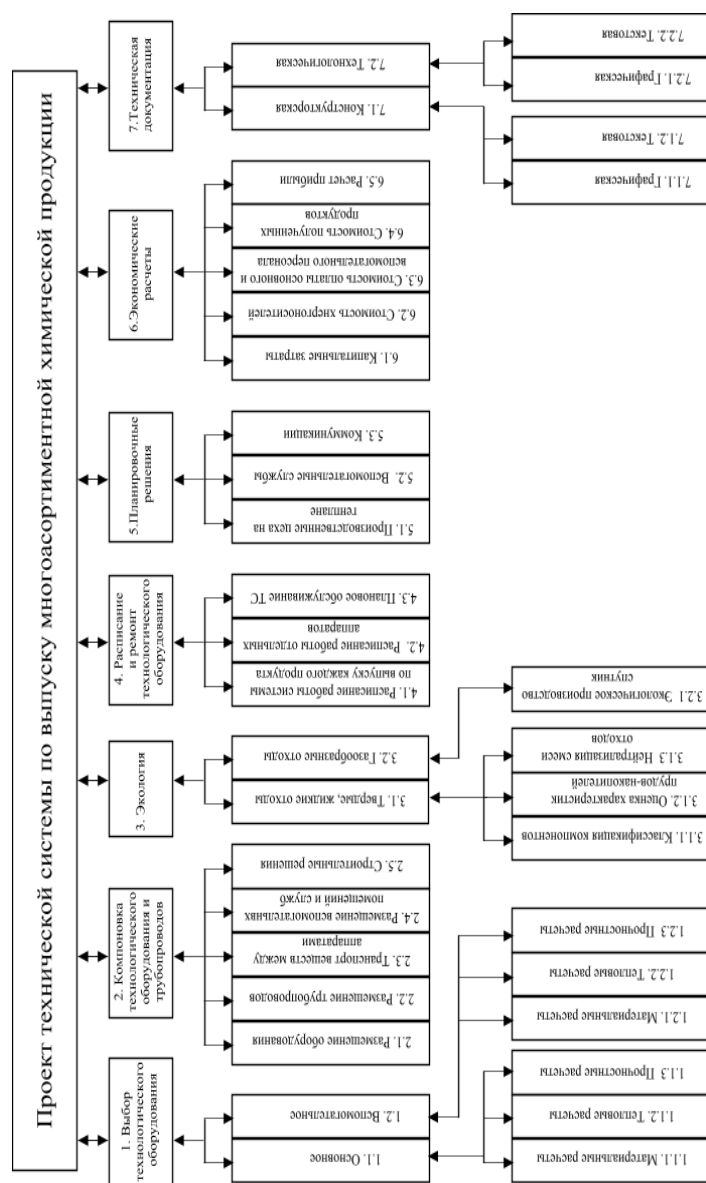 Проект технической системы по выпуску многоасортиментной химической продукции
1. Выбор
технологического
оборудования
1.1. Основное
1.1.1. Материальные расчеты
1.1.2. Тепловые расчеты
1.1.3. Прочностные расчеты
1.2. Вспомогательное
1.2.1. Материальные расчеты
1.2.2. Тепловые расчеты
1.2.3. Прочностные расчеты
2. Компоновка
технологического
оборудования и
трубопроводов
2.1. Размещение оборудования
2.2. Размещение трубопроводов
2.3. Транспорт веществ между
аппаратами
2.4. Размещение вспомогательных
помещений и служб
2.5. Строительные решения
3. Экология
3.1. Твердые, жидкие отходы
3.1.1. Классификация компонентов
3.1.2. Оценка характеристик
прудов-накопителей
3.1.3 Нейтрализация смеси
отходов
3.2. Газообразные отходы
3.2.1 Экологическое производство
спутник
4. Расписание
и ремонт
технологического
оборудования
4.1. Расписание работы системы
по выпуску каждого продукта
4.2. Расписание работы отдельных
аппаратов
4.3. Плановое обслуживание ТС
5.Планировочные
решения
5.1. Производственные цеха на
генплане
5.2. Вспомогательные службы
5.3. Коммуникации
6.Экономические
расчеты
6.1. Капитальные затраты
6.2. Стоимость хнергоносителей
6.3. Стоимость оплаты основного и
вспомогательного персонала
6.4. Стоимость полученных
продуктов
6.5. Расчет прибыли
7.Техническая
документация
7.1. Конструкторская
7.1.1. Графическая
7.1.2. Текстовая
7.2. Технологическая
7.2.1. Графическая
7.2.2. Текстовая